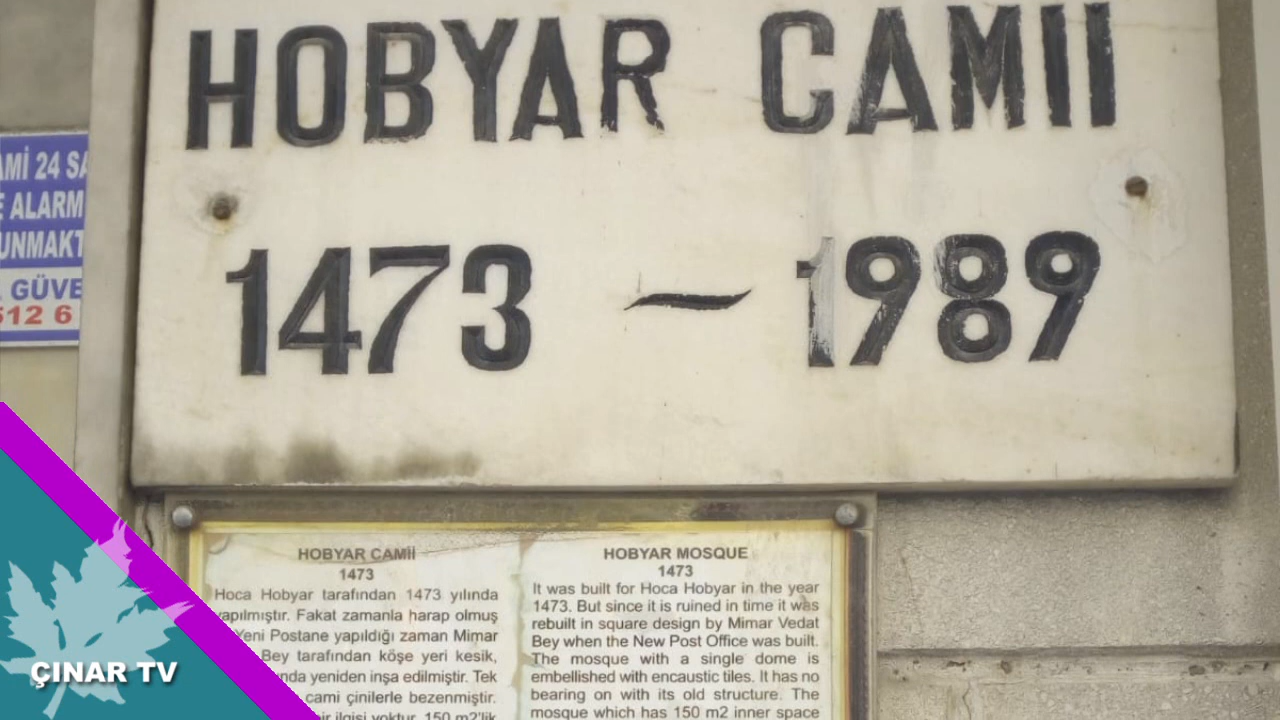 HOBYAR CAMII
1473 ~ 1989
AMİ 24 SA
E ALARM
UNMAKT
GÜVE
512 6
HOBYAR CAMİİ
1473
Hoca Hobyar tarafından 1473 yılında
yapılmıştır. Fakat zamanla harap olmuş
Yeni Postane yapıldığı zaman Mimar
Bey tarafından köşe yeri kesik,
nda yeniden inşa edilmiştir. Tek
cami çinilerle bezenmiştir.
bir ilgisi yoktur. 150 m2'lik
HOBYAR MOSQUE
1473
It was built for Hoca Hobyar in the year
1473. But since it is ruined in time it was
rebuilt in square design by Mimar Vedat
Bey when the New Post Office was built.
The mosque with a single dome is
embellished with encaustic tiles. It has no
bearing on with its old structure. The
mosque which has 150 m2 inner space
ÇINAR TV